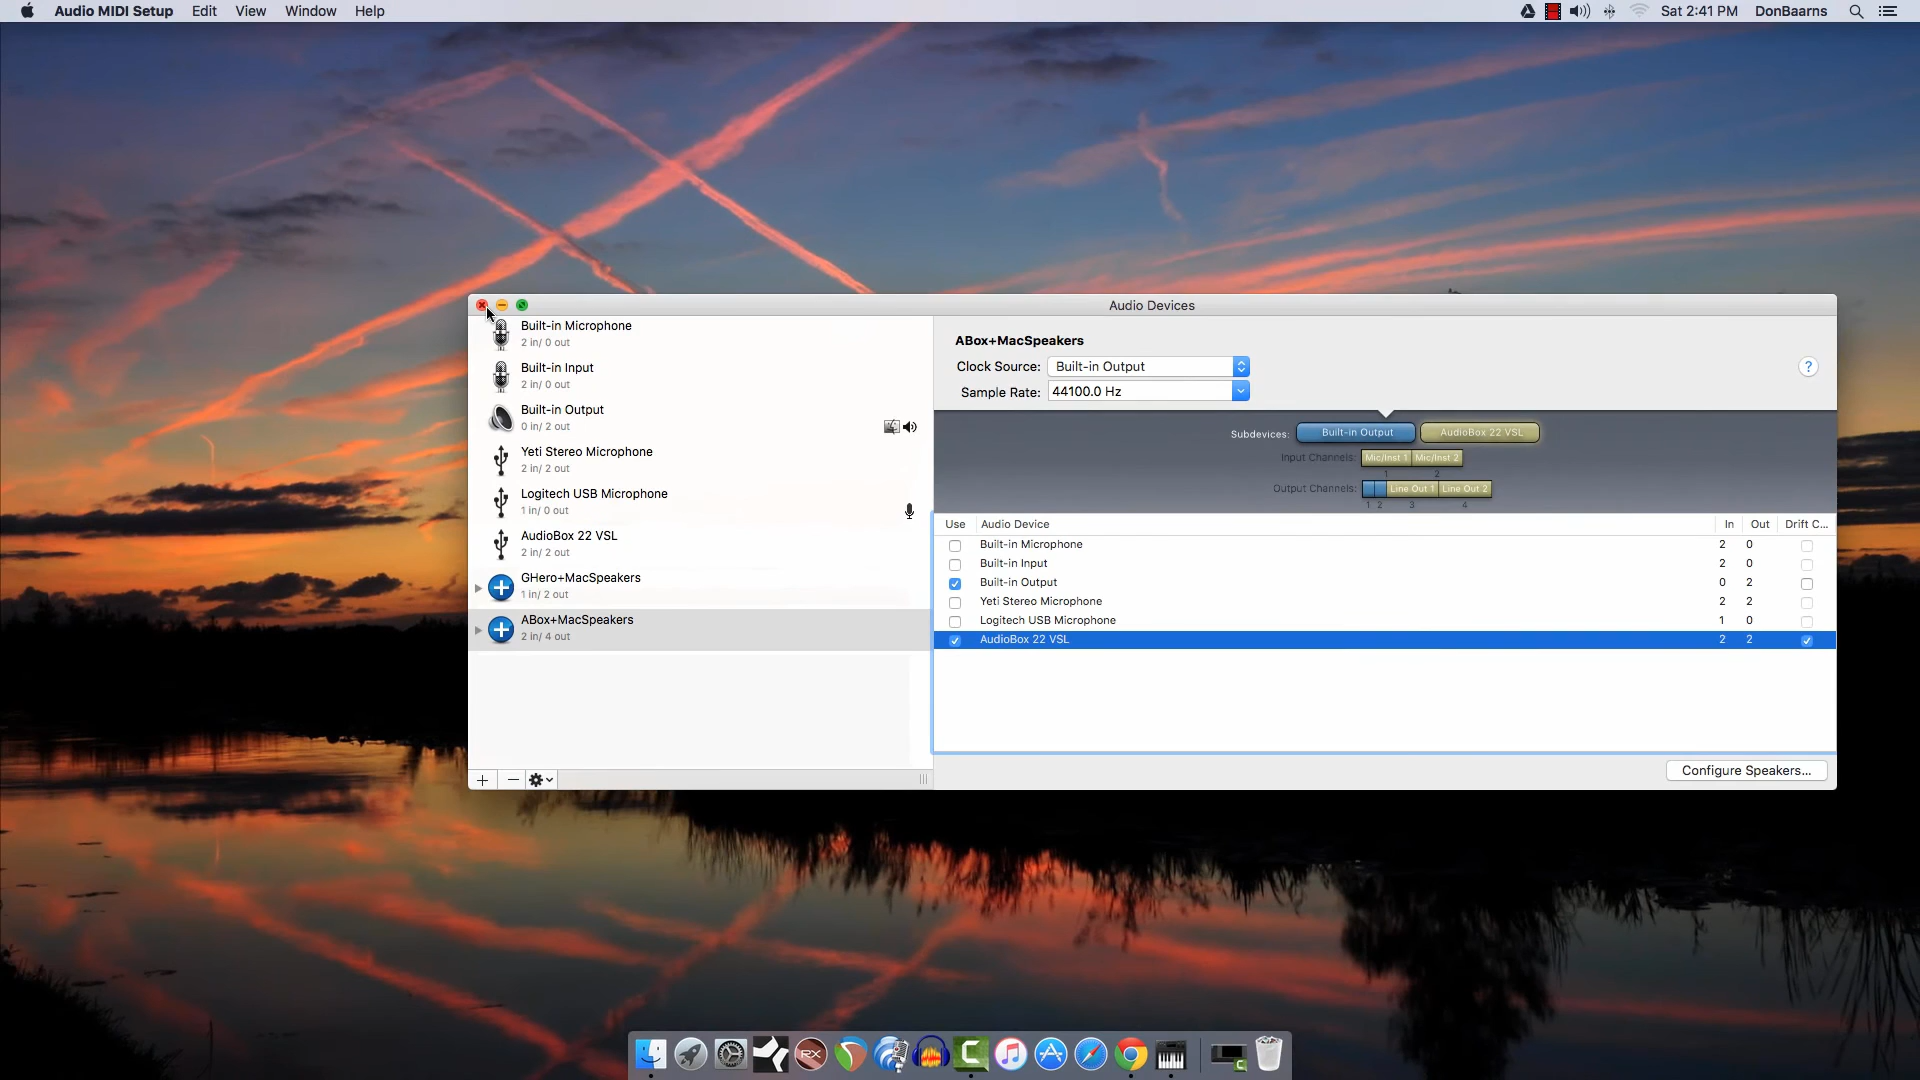 Audio MIDI Setup Edit View Window Help Sat 2:41 PM DonBaarns
Audio Devices
Built-in Microphone
2 in/ 0 out
Built-in Input
2 in/ 0 out
Built-in Output
0 in/ 2 out
Yeti Stereo Microphone
2 in/ 2 out
Logitech USB Microphone
1 in/ 0 out
AudioBox 22 VSL
2 in/ 2 out
GHero+MacSpeakers
1 in/ 2 out
ABox+MacSpeakers
2 in/ 4 out
ABox+MacSpeakers
Clock Source: Built-in Output
?
Sample Rate: 44100.0 Hz
Subdevices: Built-in Output AudioBox 22 VSL
Input Channels: Mic/Inst 1 Mic/Inst 2
1 2
Output Channels: Line Out 1 Line Out 2
1 2 3 4
Use Audio Device In Out Drift C...
Built-in Microphone 2 0
Built-in Input 2 0
Built-in Output 0 2
Yeti Stereo Microphone 2 2
Logitech USB Microphone 1 0
AudioBox 22 VSL 2 2
Configure Speakers...
RX
C
C